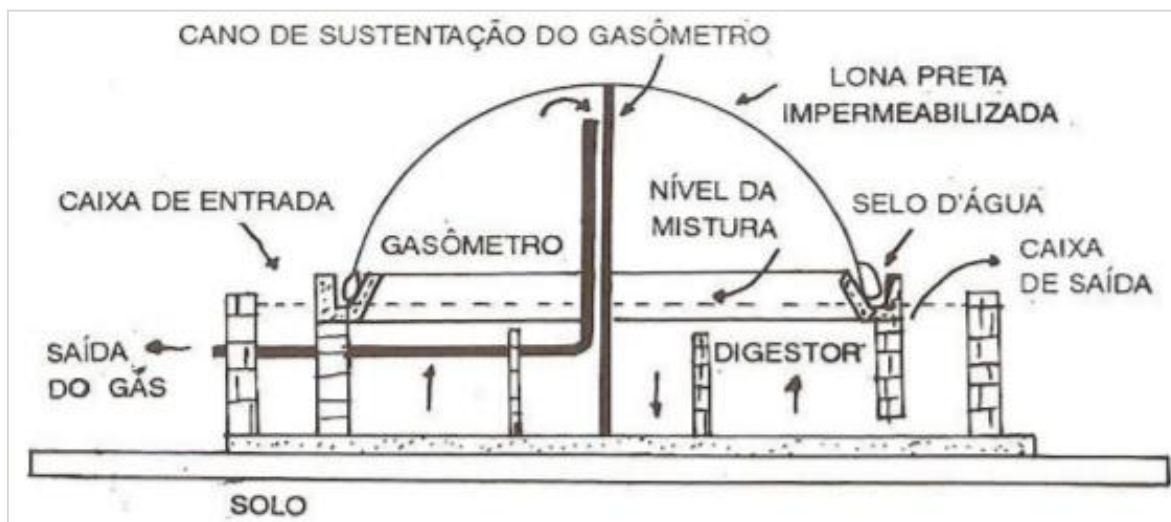 CANO DE SUSTENTAÇÃO DO GASÔMETRO
LONA PRETA
IMPERMEABILIZADA
CAIXA DE ENTRADA
NÍVEL DA
MISTURA
SELO D'ÁGUA
GASÔMETRO
CAIXA
DE SAÍDA
SAÍDA
DO GÁS
DIGESTOR
SOLO